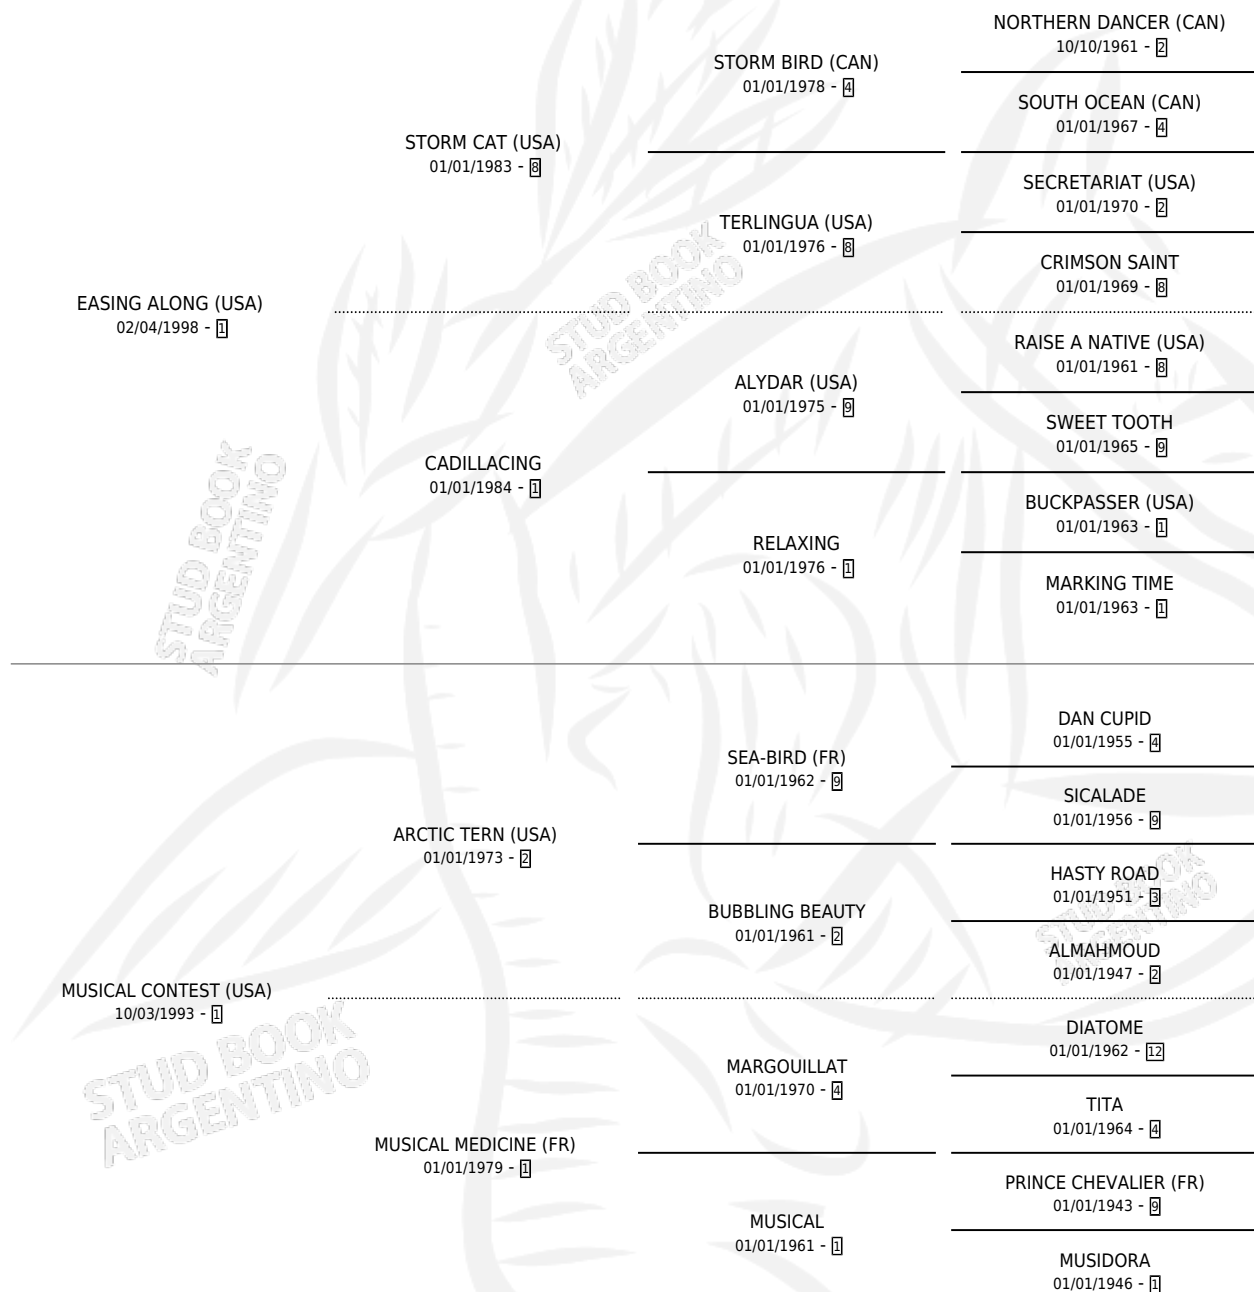 NORTHERN DANCER (CAN)
10/10/1961 - 2
STORM BIRD (CAN)
01/01/1978 - 4
SOUTH OCEAN (CAN)
01/01/1967 - 4
STORM CAT (USA)
01/01/1983 - 8
SECRETARIAT (USA)
01/01/1970 - 2
TERLINGUA (USA)
01/01/1976 - 8
CRIMSON SAINT
01/01/1969 - 8
EASING ALONG (USA)
02/04/1998 - 1
RAISE A NATIVE (USA)
01/01/1961 - 8
ALYDAR (USA)
01/01/1975 - 9
SWEET TOOTH
01/01/1965 - 9
CADILLACING
01/01/1984 - 1
BUCKPASSER (USA)
01/01/1963 - 1
RELAXING
01/01/1976 - 1
MARKING TIME
01/01/1963 - 1
DAN CUPID
01/01/1955 - 4
SEA-BIRD (FR)
01/01/1962 - 9
SICALADE
01/01/1956 - 9
ARCTIC TERN (USA)
01/01/1973 - 2
HASTY ROAD
01/01/1951 - 3
BUBBLING BEAUTY
01/01/1961 - 2
ALMAHMOUD
01/01/1947 - 2
MUSICAL CONTEST (USA)
10/03/1993 - 1
DIATOME
01/01/1962 - 12
MARGOUILLAT
01/01/1970 - 4
TITA
01/01/1964 - 4
MUSICAL MEDICINE (FR)
01/01/1979 - 1
PRINCE CHEVALIER (FR)
01/01/1943 - 9
MUSICAL
01/01/1961 - 1
MUSIDORA
01/01/1946 - 1
STUD BOOK
ARGENTINO
STUD BOOK
ARGENTINO
STUD BOOK
ARGENTINO
STUD BOOK
ARGENTINO